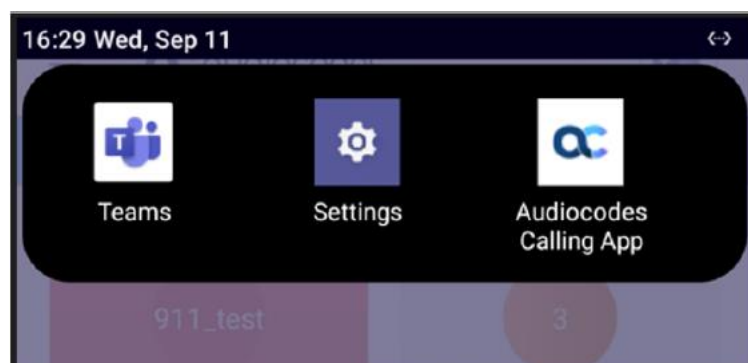 16:29 Wed, Sep 11
T
Teams
Settings
Audiocodes
Calling App
911_test
3